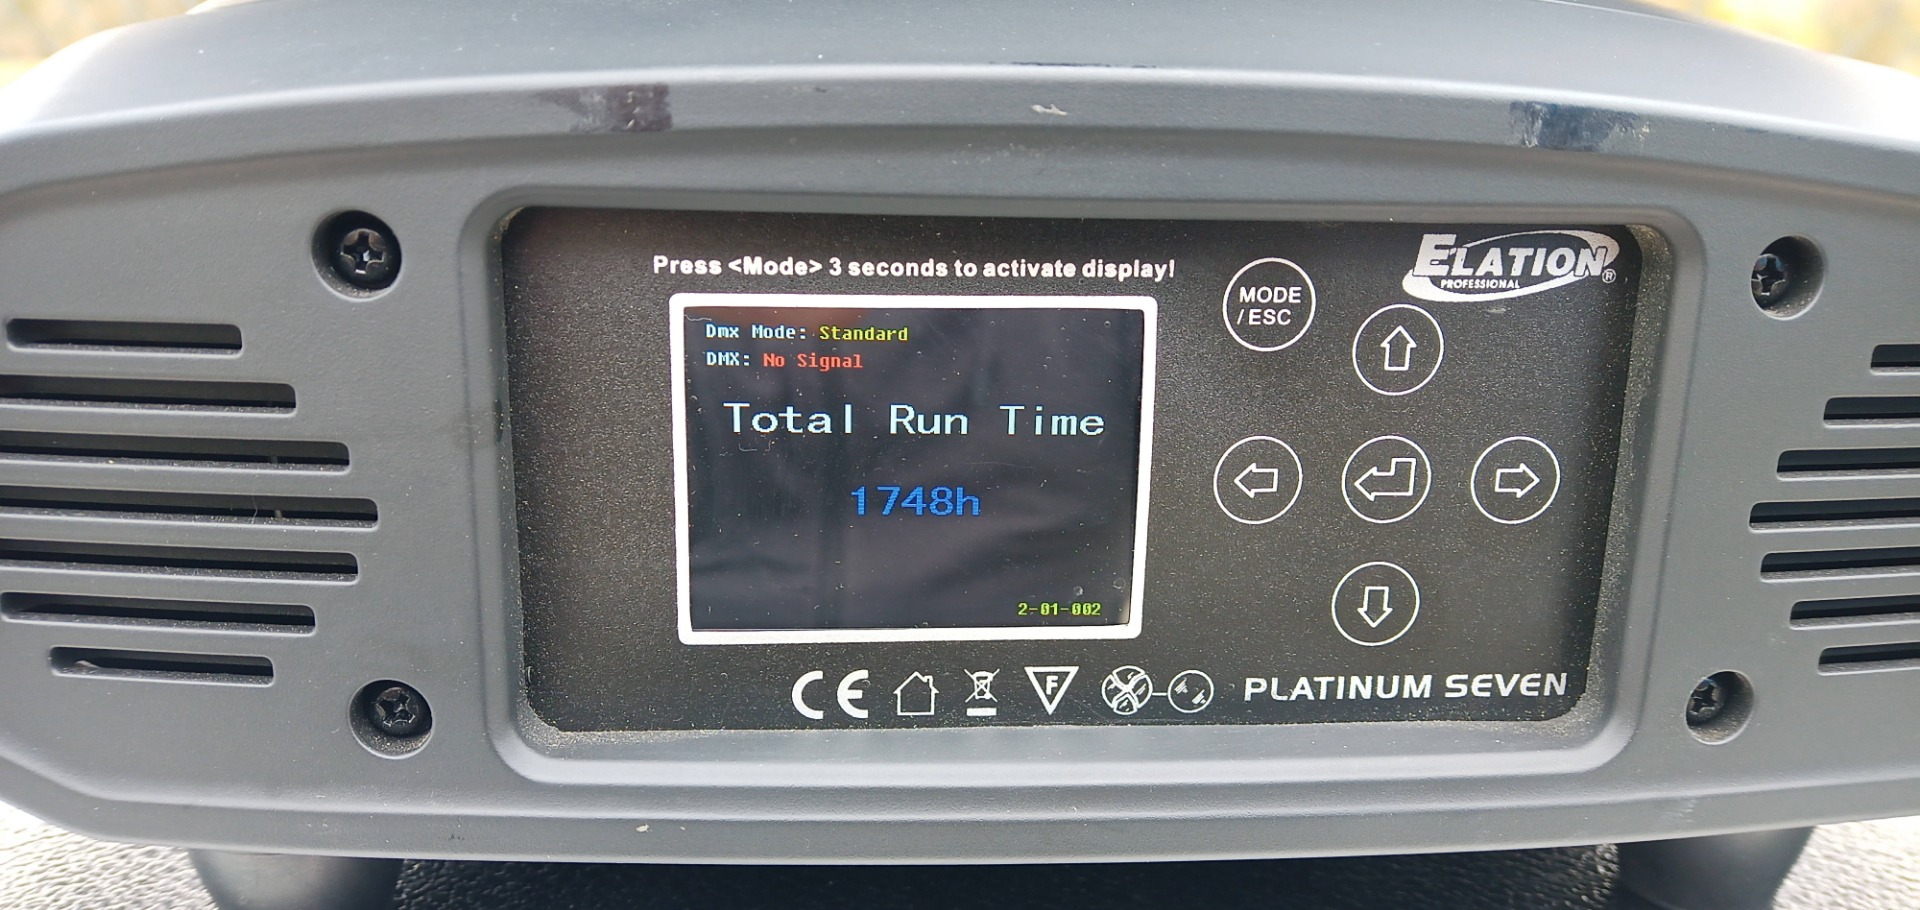 Press <Mode> 3 seconds to activate display!
ELATION®
PROFESSIONAL
MODE
/ESC
Dmx Mode: Standard
DMX: No Signal
Total Run Time
1748h
2-01-002
CE
F
PLATINUM SEVEN